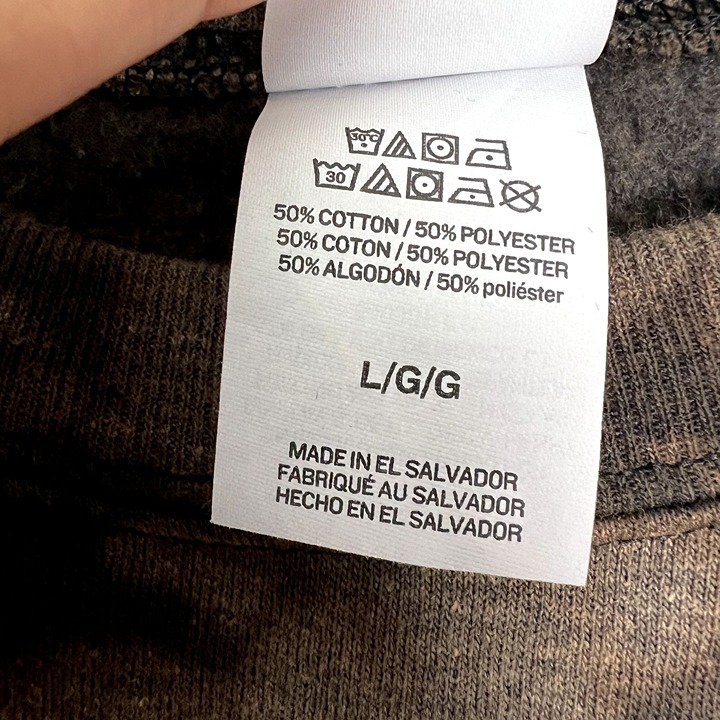 30°C
30
50% COTTON / 50% POLYESTER
50% COTON / 50% POLYESTER
50% ALGODÓN / 50% poliéster
L/G/G
MADE IN EL SALVADOR
FABRIQUÉ AU SALVADOR
HECHO EN EL SALVADOR